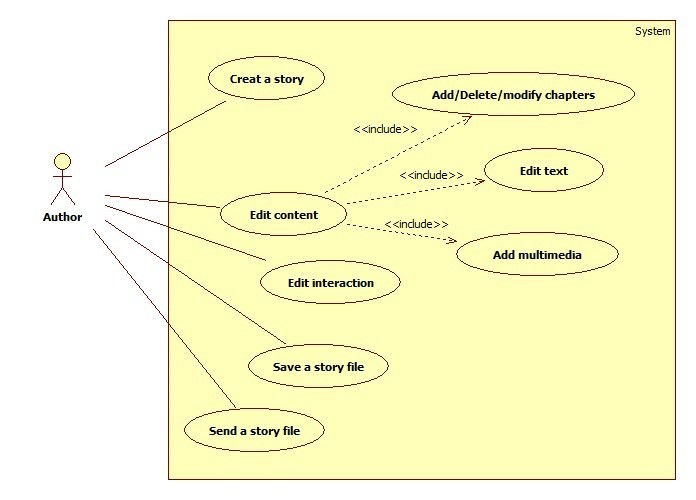 System
Creat a story
Add/Delete/modify chapters
<<include>>
<<include>>
Edit text
Author
Edit content
<<include>>
Add multimedia
Edit interaction
Save a story file
Send a story file